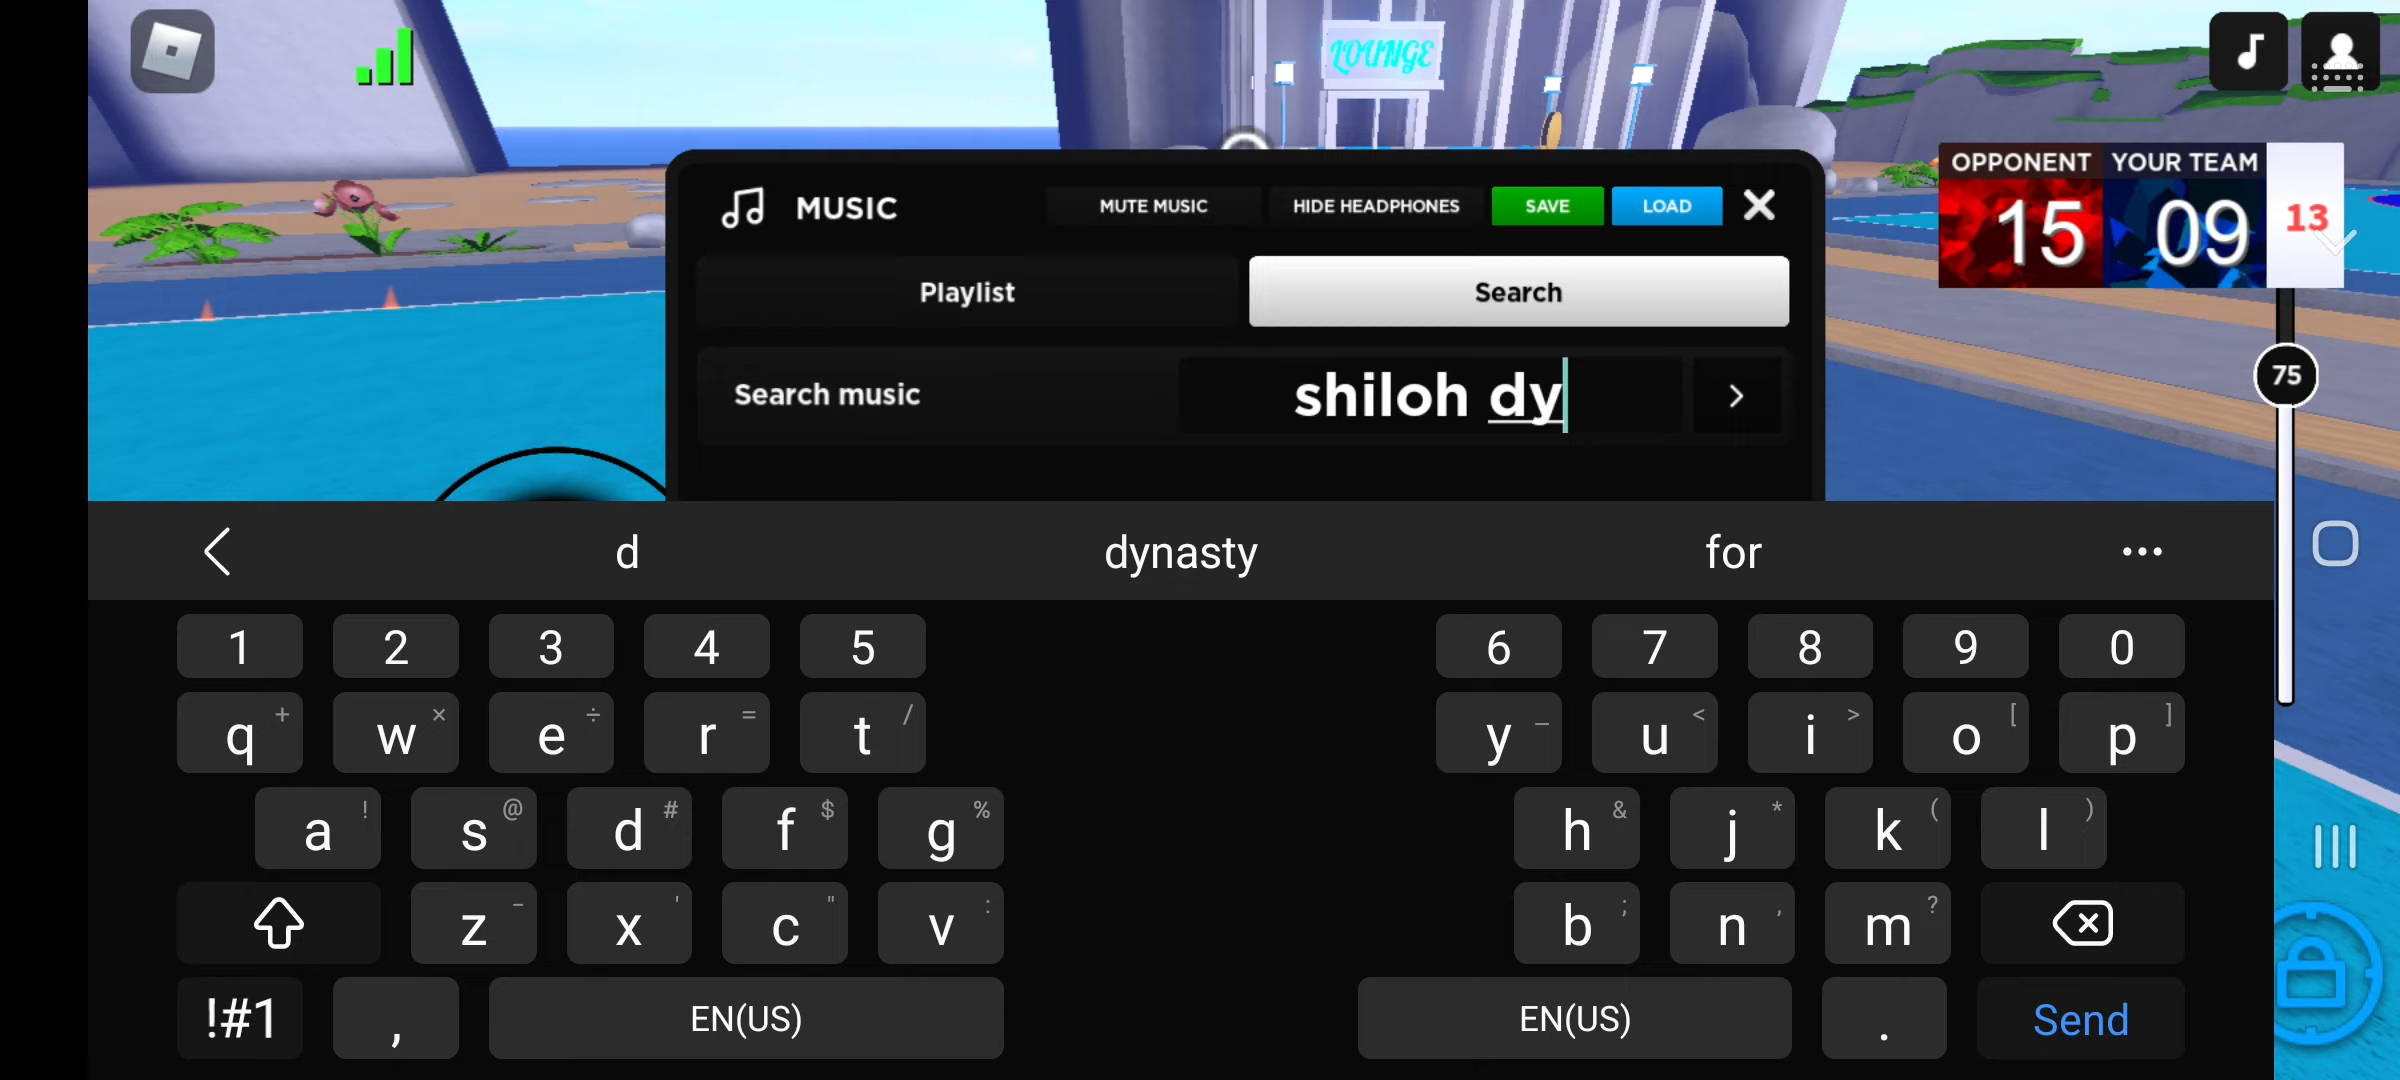 LOUNGE
OPPONENT YOUR TEAM
15 09 13
MUSIC MUTE MUSIC HIDE HEADPHONES SAVE LOAD
Playlist Search
Search music shiloh dy
75
d dynasty for
1 2 3 4 5 6 7 8 9 0
q + w × e ÷ r = t / y _ u < i > o [ p ]
a ! s @ d # f $ g % h & j * k ( l )
z - x ' c " v : b ; n , m ?
!#1 , EN(US) EN(US) . Send